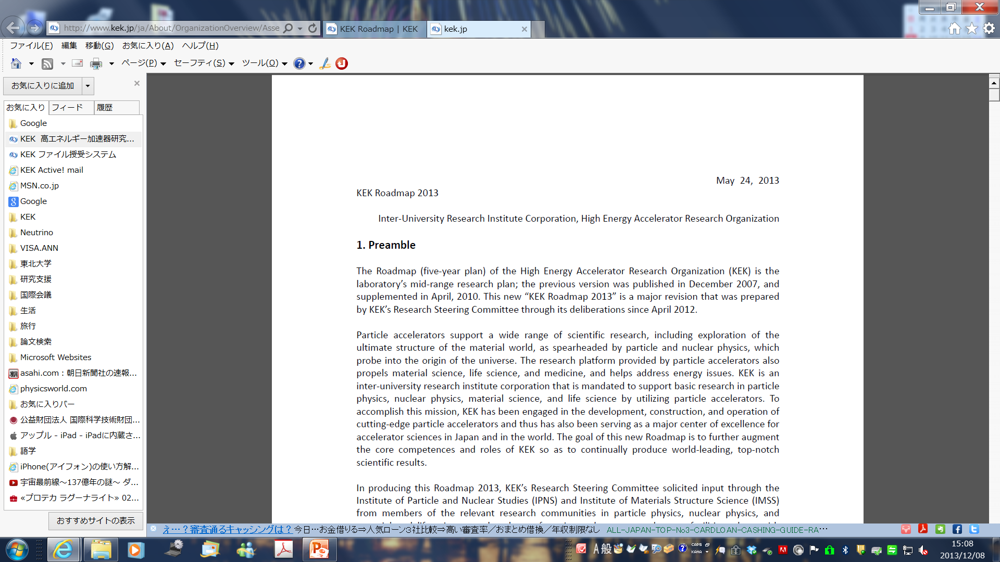 http://www.kek.jp/ja/About/OrganizationOverview/Asse
KEK Roadmap | KEK
kek.jp
ファイル(F) 編集 移動(G) お気に入り(A) ヘルプ(H)
ページ(P) セーフティ(S) ツール(O)
お気に入りに追加
お気に入り フィード 履歴
Google
KEK 高エネルギー加速器研究...
KEK ファイル授受システム
KEK Active! mail
MSN.co.jp
Google
KEK
Neutrino
VISA.ANN
東北大学
研究支援
国際会議
生活
旅行
論文検索
Microsoft Websites
asahi.com：朝日新聞社の速報...
physicsworld.com
お気に入りバー
公益財団法人 国際科学技術財団...
アップル - iPad - iPadに内蔵さ...
語学
iPhone(アイフォン)の使い方解...
宇宙最前線～137億年の謎～ ダ...
«プロテカ ラグーナライト» 02...
おすすめサイトの表示
May 24, 2013
KEK Roadmap 2013
Inter-University Research Institute Corporation, High Energy Accelerator Research Organization
1. Preamble
The Roadmap (five-year plan) of the High Energy Accelerator Research Organization (KEK) is the
laboratory’s mid-range research plan; the previous version was published in December 2007, and
supplemented in April, 2010. This new “KEK Roadmap 2013” is a major revision that was prepared
by KEK’s Research Steering Committee through its deliberations since April 2012.
Particle accelerators support a wide range of scientific research, including exploration of the
ultimate structure of the material world, as spearheaded by particle and nuclear physics, which
probe into the origin of the universe. The research platform provided by particle accelerators also
propels material science, life science, and medicine, and helps address energy issues. KEK is an
inter-university research institute corporation that is mandated to support basic research in particle
physics, nuclear physics, material science, and life science by utilizing particle accelerators. To
accomplish this mission, KEK has been engaged in the development, construction, and operation of
cutting-edge particle accelerators and thus has also been serving as a major center of excellence for
accelerator sciences in Japan and in the world. The goal of this new Roadmap is to further augment
the core competences and roles of KEK so as to continually produce world-leading, top-notch
scientific results.
In producing this Roadmap 2013, KEK’s Research Steering Committee solicited input through the
Institute of Particle and Nuclear Studies (IPNS) and Institute of Materials Structure Science (IMSS)
from members of the relevant research communities in particle physics, nuclear physics, and
え…？審査通るキャッシングは？ 今日…お金借りる⇒人気ローン3社比較⇒高い審査率／おまとめ借換／年収制限なし ALL-JAPAN-TOP-No3-CARDLOAN-CASHING-GUIDE-RA…
A 般
CAPS
KANA
15:08
2013/12/08